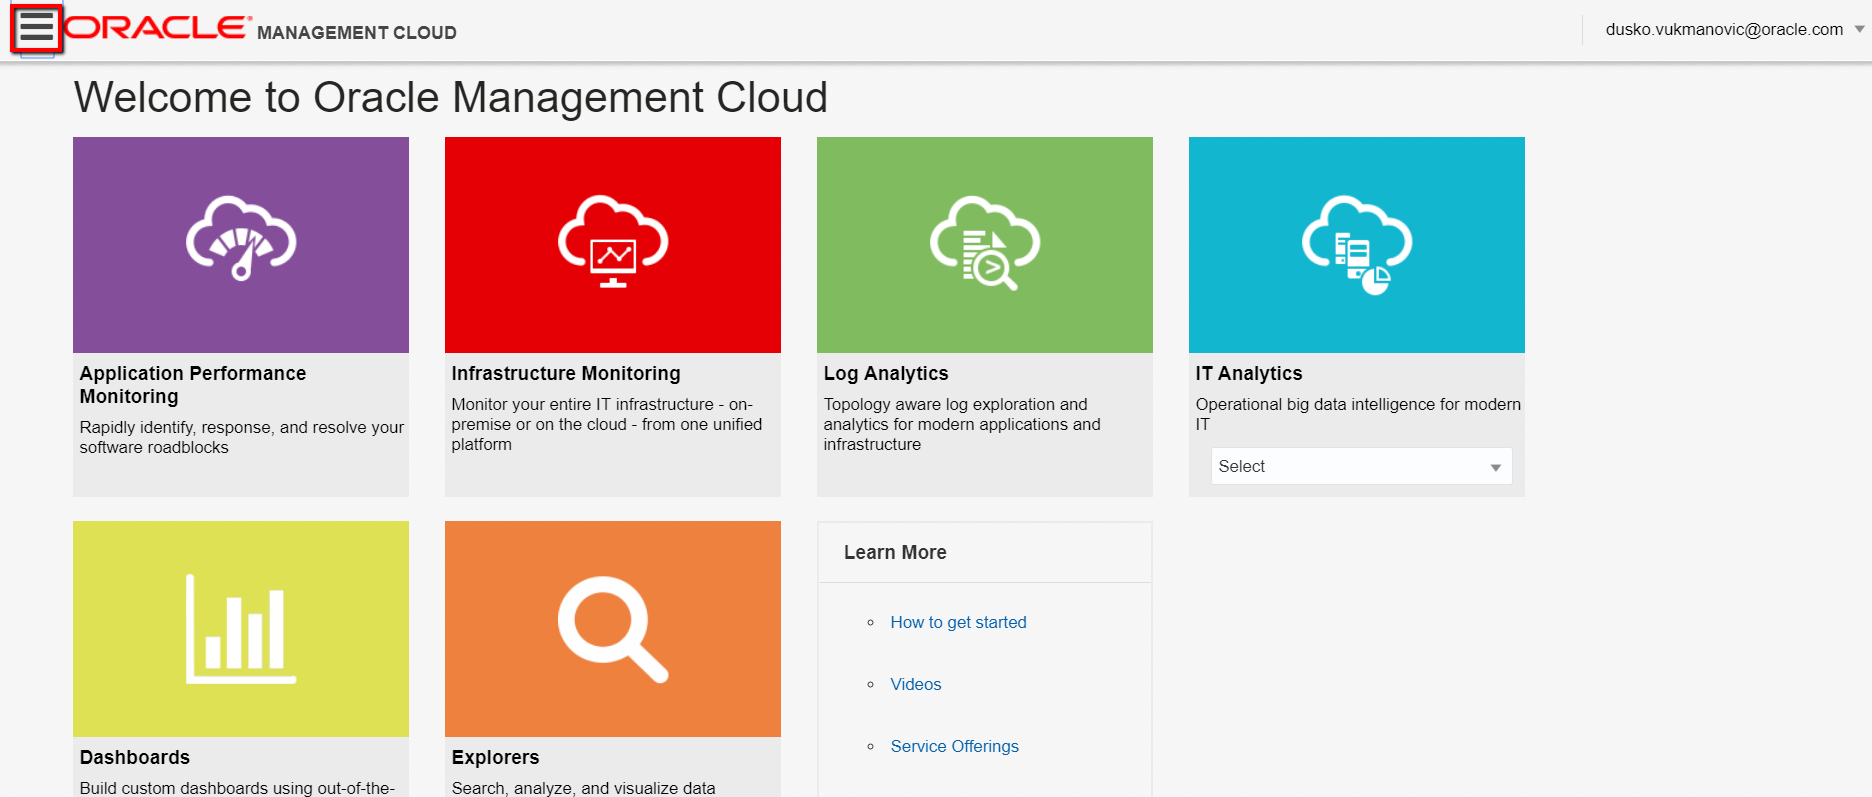 ORACLE MANAGEMENT CLOUD
dusko.vukmanovic@oracle.com
Welcome to Oracle Management Cloud
Application Performance
Monitoring
Rapidly identify, response, and resolve your
software roadblocks
Infrastructure Monitoring
Monitor your entire IT infrastructure - on-
premise or on the cloud - from one unified
platform
Log Analytics
Topology aware log exploration and
analytics for modern applications and
infrastructure
IT Analytics
Operational big data intelligence for modern
IT
Select
Dashboards
Build custom dashboards using out-of-the-
Explorers
Search, analyze, and visualize data
Learn More
How to get started
Videos
Service Offerings